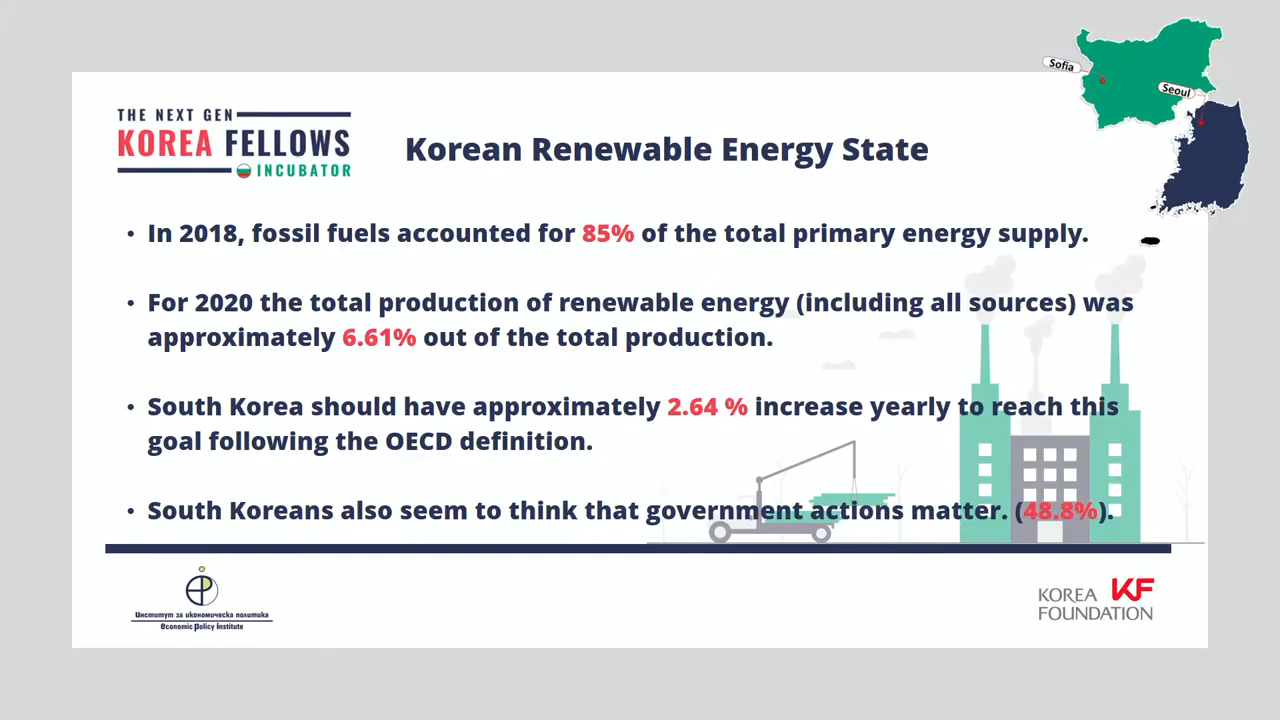 Sofia
Seoul
THE NEXT GEN
KOREA FELLOWS
INCUBATOR
Korean Renewable Energy State
• In 2018, fossil fuels accounted for 85% of the total primary energy supply.
• For 2020 the total production of renewable energy (including all sources) was
approximately 6.61% out of the total production.
• South Korea should have approximately 2.64 % increase yearly to reach this
goal following the OECD definition.
• South Koreans also seem to think that government actions matter. (48.8%).
Институт за икономическа политика
Economic Policy Institute
KOREA KF
FOUNDATION